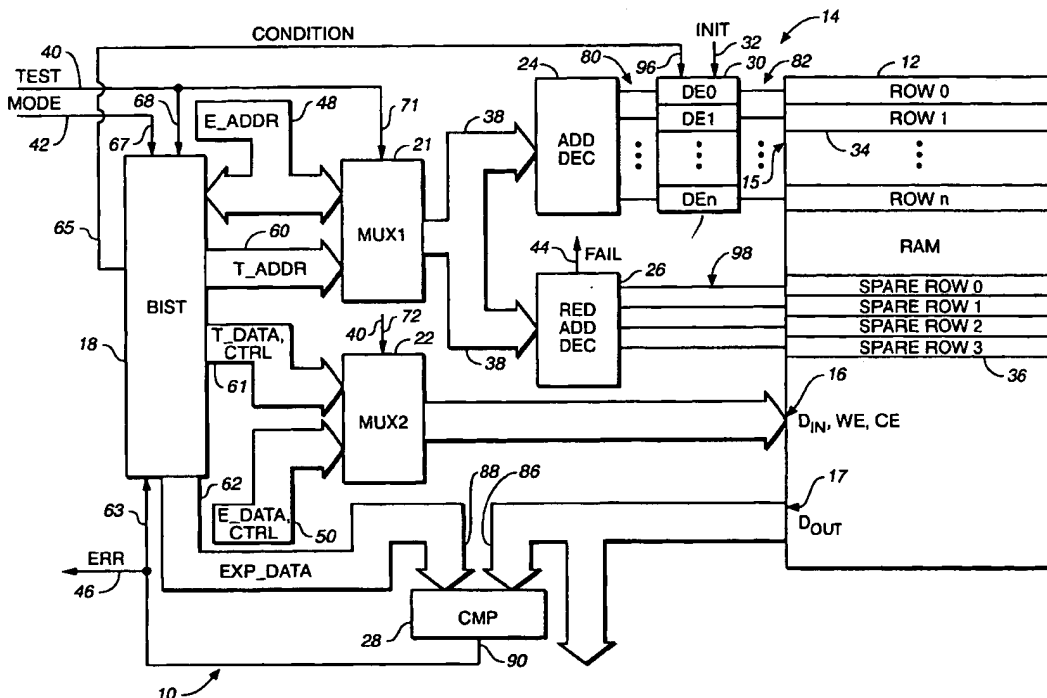 CONDITION
INIT
14
40
TEST
MODE
42
68
67
E_ADDR
48
71
21
38
24
80
96
32
30
82
12
DE0
DE1
DEn
ADD
DEC
15
ROW 0
ROW 1
34
ROW n
RAM
65
60
T_ADDR
MUX1
BIST
18
T_DATA,
CTRL
61
40
72
22
38
MUX2
44
FAIL
26
RED
ADD
DEC
98
SPARE ROW 0
SPARE ROW 1
SPARE ROW 2
SPARE ROW 3
36
16
DIN, WE, CE
17
DOUT
62
63
E_DATA,
CTRL
50
88
86
ERR
46
EXP_DATA
CMP
28
90
10